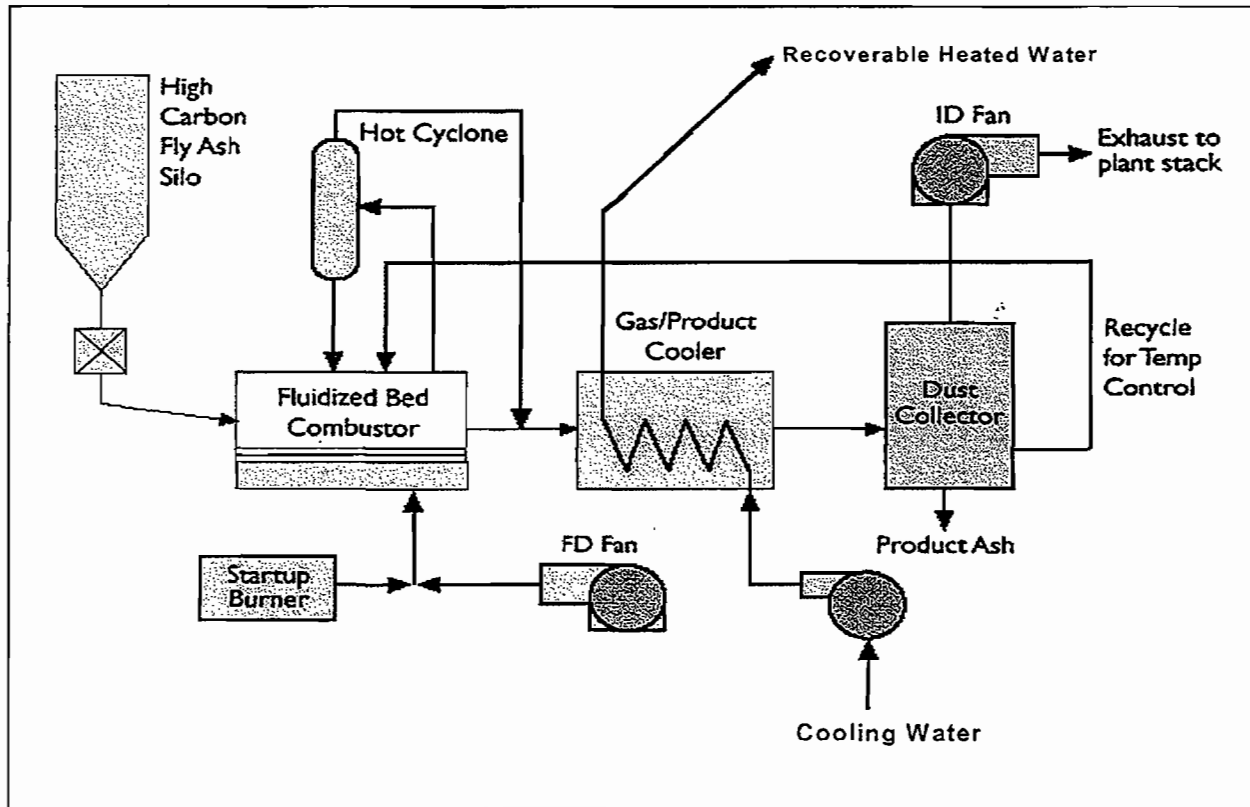 High
Carbon
Fly Ash
Silo
Hot Cyclone
Recoverable Heated Water
ID Fan
Exhaust to
plant stack
Gas/Product
Cooler
Recycle
for Temp
Control
Fluidized Bed
Combustor
Dust
Collector
Startup
Burner
FD Fan
Product Ash
Cooling Water